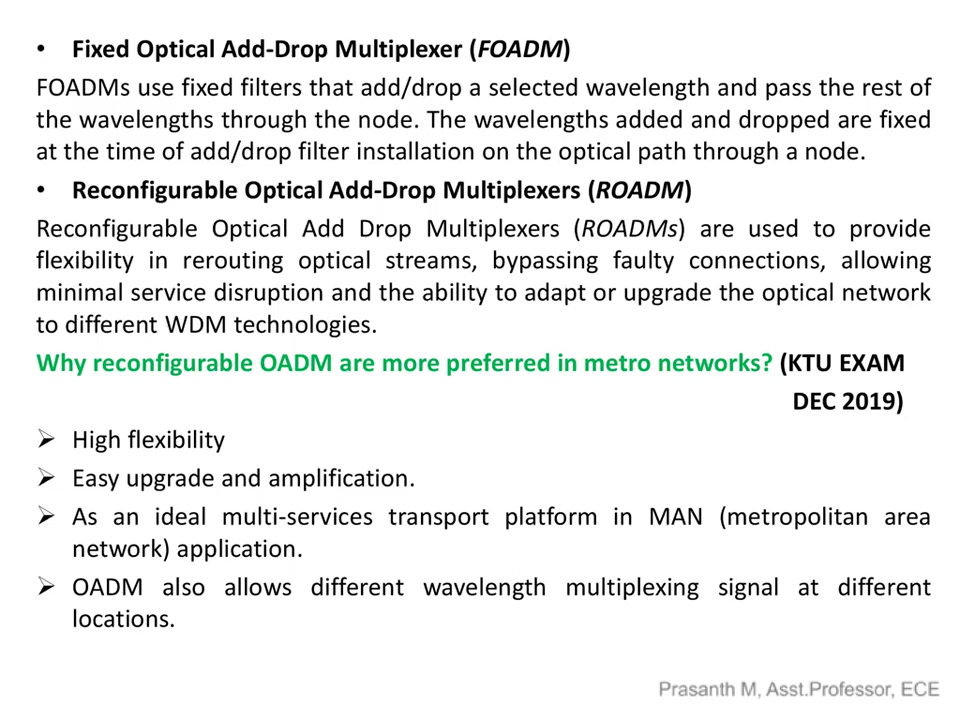 • Fixed Optical Add-Drop Multiplexer (FOADM)
FOADMs use fixed filters that add/drop a selected wavelength and pass the rest of
the wavelengths through the node. The wavelengths added and dropped are fixed
at the time of add/drop filter installation on the optical path through a node.
• Reconfigurable Optical Add-Drop Multiplexers (ROADM)
Reconfigurable Optical Add Drop Multiplexers (ROADMs) are used to provide
flexibility in rerouting optical streams, bypassing faulty connections, allowing
minimal service disruption and the ability to adapt or upgrade the optical network
to different WDM technologies.
Why reconfigurable OADM are more preferred in metro networks? (KTU EXAM
DEC 2019)
➢ High flexibility
➢ Easy upgrade and amplification.
➢ As an ideal multi-services transport platform in MAN (metropolitan area
network) application.
➢ OADM also allows different wavelength multiplexing signal at different
locations.
Prasanth M, Asst.Professor, ECE